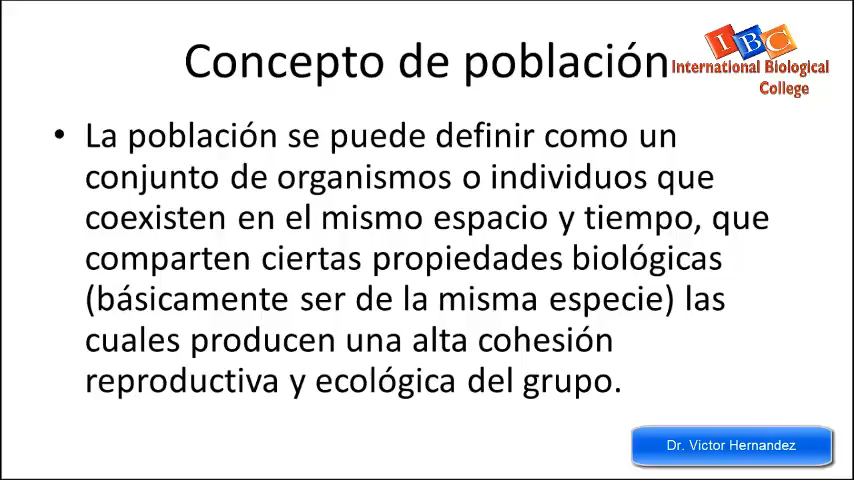 Concepto de población
IBC
International Biological
College
• La población se puede definir como un
conjunto de organismos o individuos que
coexisten en el mismo espacio y tiempo, que
comparten ciertas propiedades biológicas
(básicamente ser de la misma especie) las
cuales producen una alta cohesión
reproductiva y ecológica del grupo.
Dr. Victor Hernandez